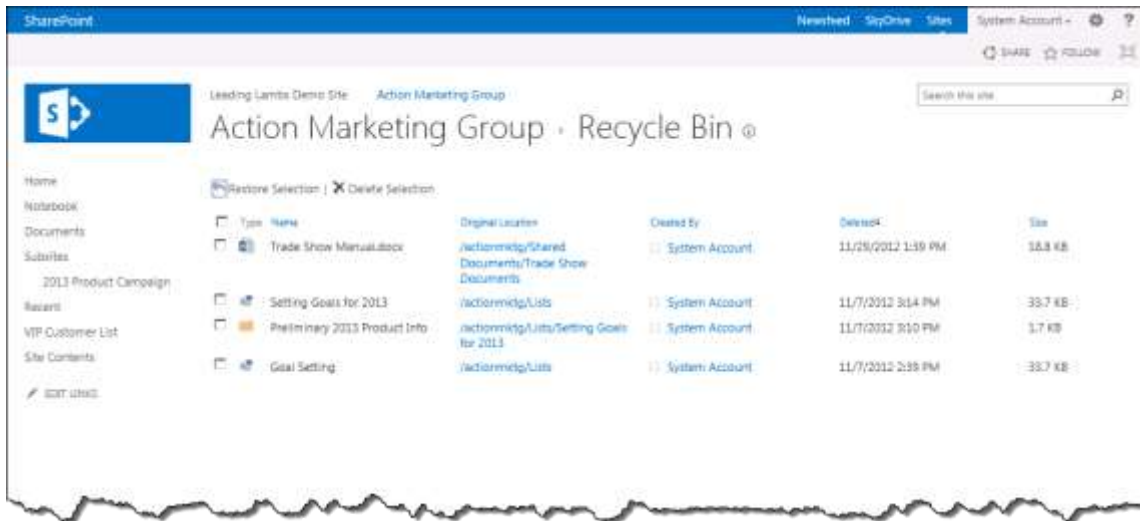 SharePoint
Newsfeed SkyDrive Sites System Account ?
SHARE FOLLOW
S
Leading Lambs Demo Site Action Marketing Group
Search this site
Action Marketing Group Recycle Bin
Home
Notebook
Documents
Subsites
2013 Product Campaign
Recent
VIP Customer List
Site Contents
EDIT LINKS
Restore Selection | Delete Selection
Type Name Original Location Created By Deleted Size
Trade Show Manual.docx /actionmktg/Shared System Account 11/29/2012 1:39 PM 18.8 KB
Documents/Trade Show
Documents
Setting Goals for 2013 /actionmktg/Lists System Account 11/7/2012 3:14 PM 33.7 KB
Preliminary 2013 Product Info /actionmktg/Lists/Setting Goals System Account 11/7/2012 3:10 PM 1.7 KB
for 2013
Goal Setting /actionmktg/Lists System Account 11/7/2012 2:39 PM 33.7 KB